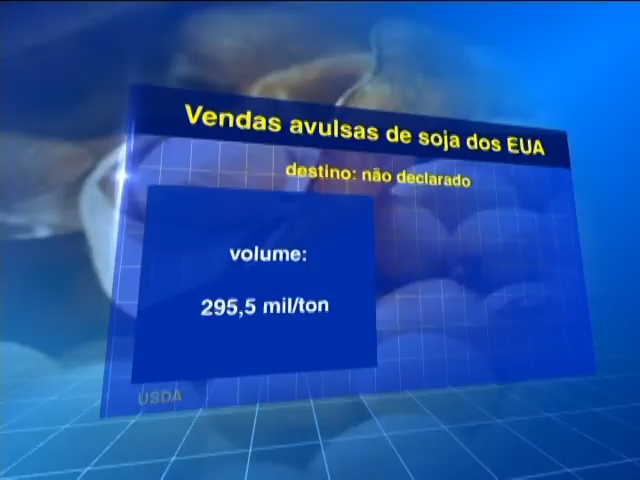 Vendas avulsas de soja dos EUA
destino: não declarado
volume:
295,5 mil/ton
USDA